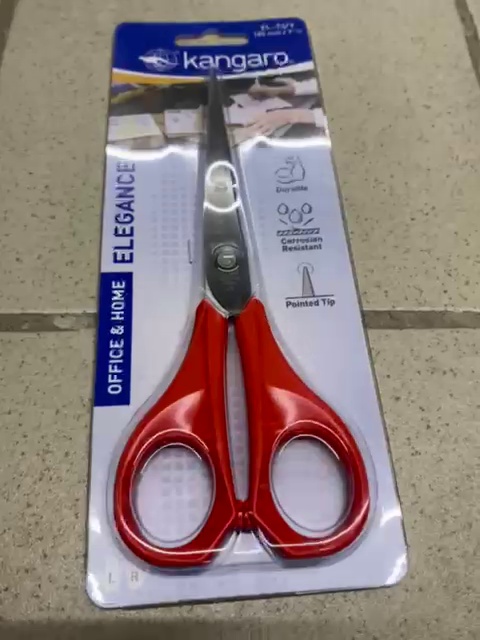 kangaro
ELEGANCE
OFFICE & HOME
Durable
Corrosion
Resistant
Pointed Tip
L R